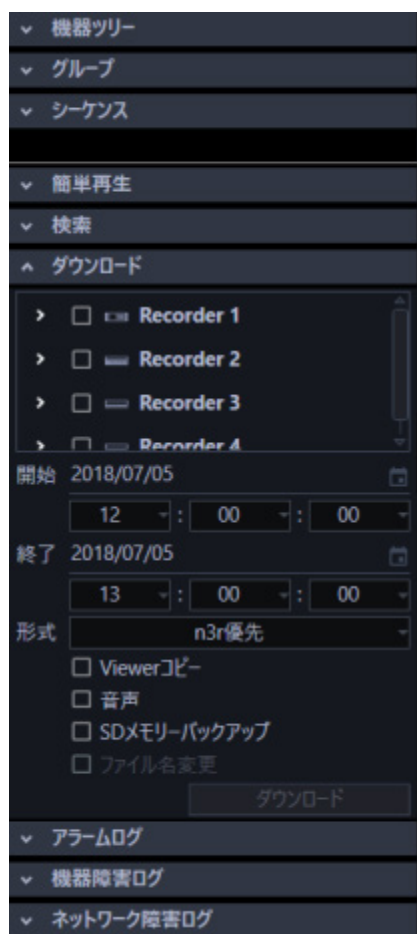 機器ツリー
グループ
シーケンス
簡単再生
検索
ダウンロード
Recorder 1
Recorder 2
Recorder 3
Recorder 4
開始 2018/07/05
12 : 00 : 00
終了 2018/07/05
13 : 00 : 00
形式 n3r優先
Viewerコピー
音声
SDメモリーバックアップ
ファイル名変更
ダウンロード
アラームログ
機器障害ログ
ネットワーク障害ログ